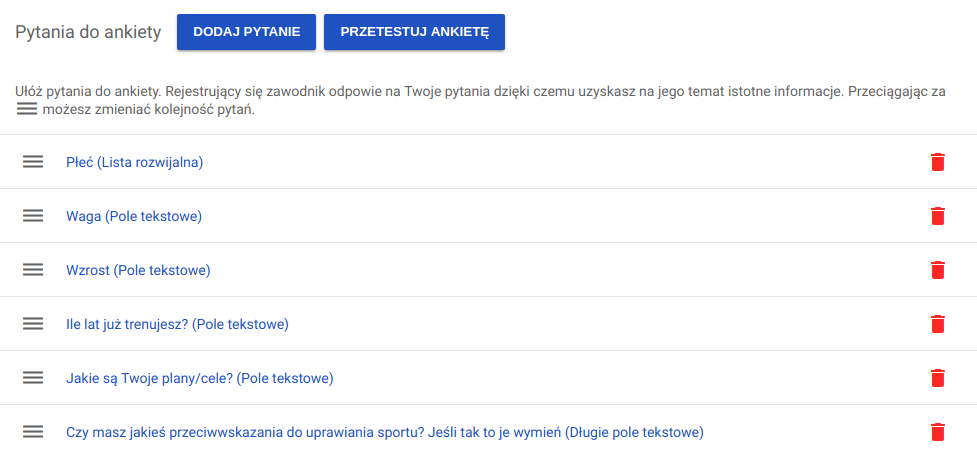 Pytania do ankiety DODAJ PYTANIE PRZETESTUJ ANKIETĘ
Ułóż pytania do ankiety. Rejestrujący się zawodnik odpowie na Twoje pytania dzięki czemu uzyskasz na jego temat istotne informacje. Przeciągając za
możesz zmieniać kolejność pytań.
Płeć (Lista rozwijalna)
Waga (Pole tekstowe)
Wzrost (Pole tekstowe)
Ile lat już trenujesz? (Pole tekstowe)
Jakie są Twoje plany/cele? (Pole tekstowe)
Czy masz jakieś przeciwwskazania do uprawiania sportu? Jeśli tak to je wymień (Długie pole tekstowe)